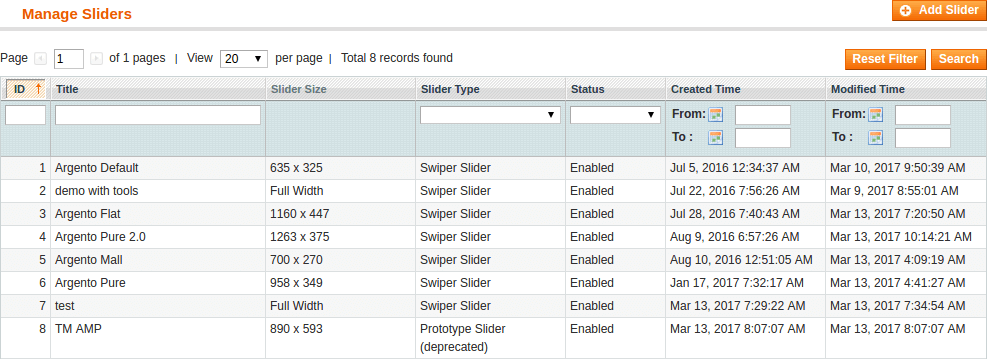 Manage Sliders
Add Slider
Page 1 of 1 pages | View 20 per page | Total 8 records found
Reset Filter Search
ID Title Slider Size Slider Type Status Created Time Modified Time
From: From:
To : To :
1 Argento Default 635 x 325 Swiper Slider Enabled Jul 5, 2016 12:34:37 AM Mar 10, 2017 9:50:39 AM
2 demo with tools Full Width Swiper Slider Enabled Jul 22, 2016 7:56:26 AM Mar 9, 2017 8:55:01 AM
3 Argento Flat 1160 x 447 Swiper Slider Enabled Jul 28, 2016 7:40:43 AM Mar 13, 2017 7:20:50 AM
4 Argento Pure 2.0 1263 x 375 Swiper Slider Enabled Aug 9, 2016 6:57:26 AM Mar 13, 2017 10:14:21 AM
5 Argento Mall 700 x 270 Swiper Slider Enabled Aug 10, 2016 12:51:05 AM Mar 13, 2017 4:09:19 AM
6 Argento Pure 958 x 349 Swiper Slider Enabled Jan 17, 2017 7:32:17 AM Mar 13, 2017 4:41:27 AM
7 test Full Width Swiper Slider Enabled Mar 13, 2017 7:29:22 AM Mar 13, 2017 7:34:54 AM
8 TM AMP 890 x 593 Prototype Slider Enabled Mar 13, 2017 8:07:07 AM Mar 13, 2017 8:07:07 AM
(deprecated)